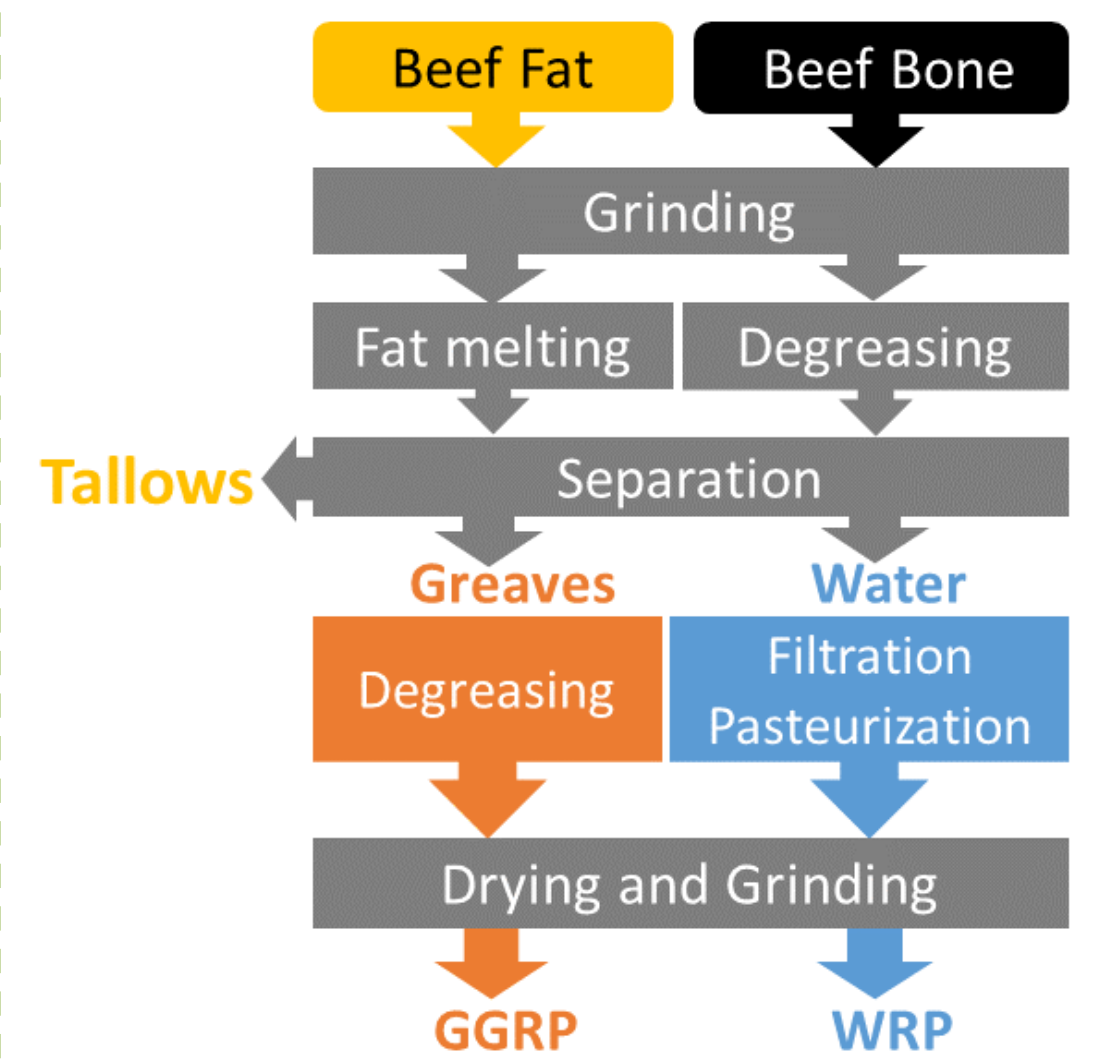 Beef Fat
Beef Bone
Grinding
Fat melting
Degreasing
Tallows
Separation
Greaves
Water
Degreasing
Filtration
Pasteurization
Drying and Grinding
GGRP
WRP